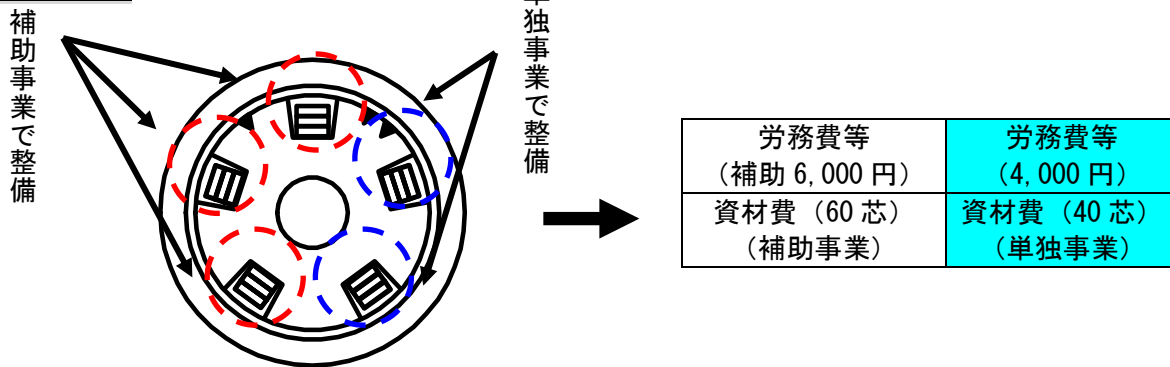 補助事業で整備
単独事業で整備
労務費等
(補助 6,000 円)
労務費等
(4,000 円)
資材費（60 芯）
(補助事業)
資材費（40 芯）
(単独事業)